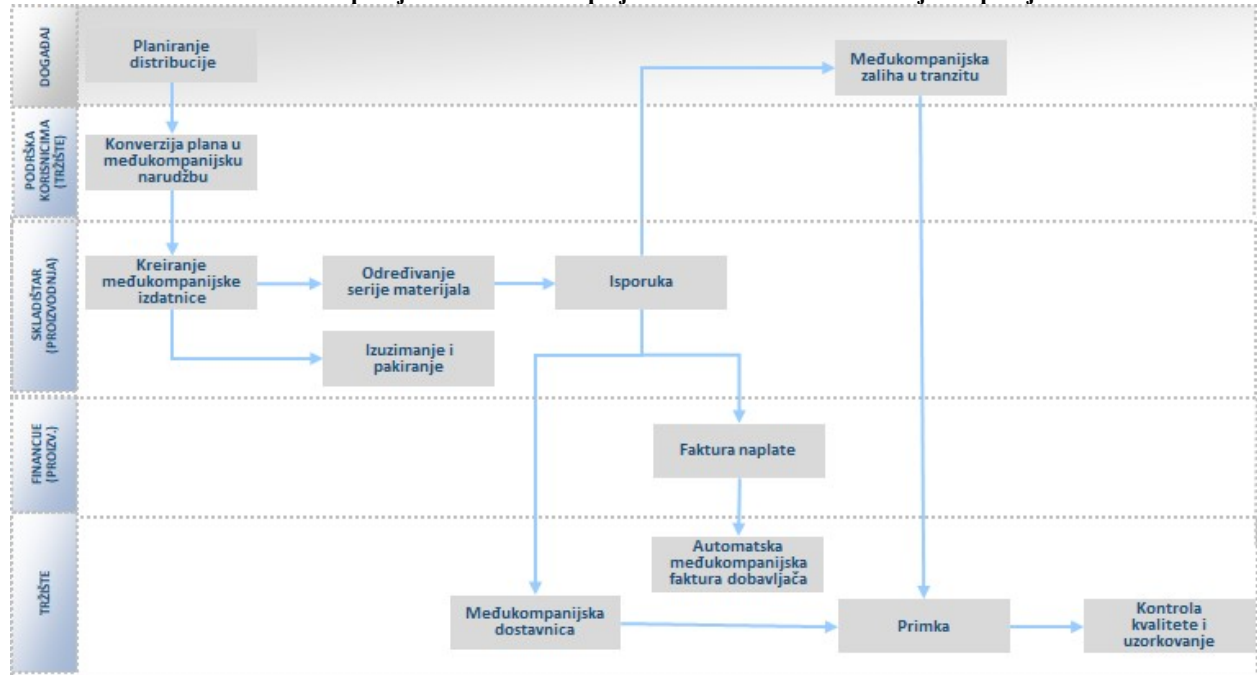 DOGAĐAJ
Planiranje
distribucije
Međukompanijska
zaliha u tranzitu
PODRŠKA
KORISNICIMA
(TRŽIŠTE)
Konverzija plana u
međukompanijsku
narudžbu
SKLADIŠTAR
(PROIZVODNJA)
Kreiranje
međukompanijske
izdatnice
Određivanje
serije materijala
Isporuka
Izuzimanje i
pakiranje
FINANCIJE
(PROIZV.)
Faktura naplate
TRŽIŠTE
Automatska
međukompanijska
faktura dobavljača
Međukompanijska
dostavnica
Primka
Kontrola
kvalitete i
uzorkovanje